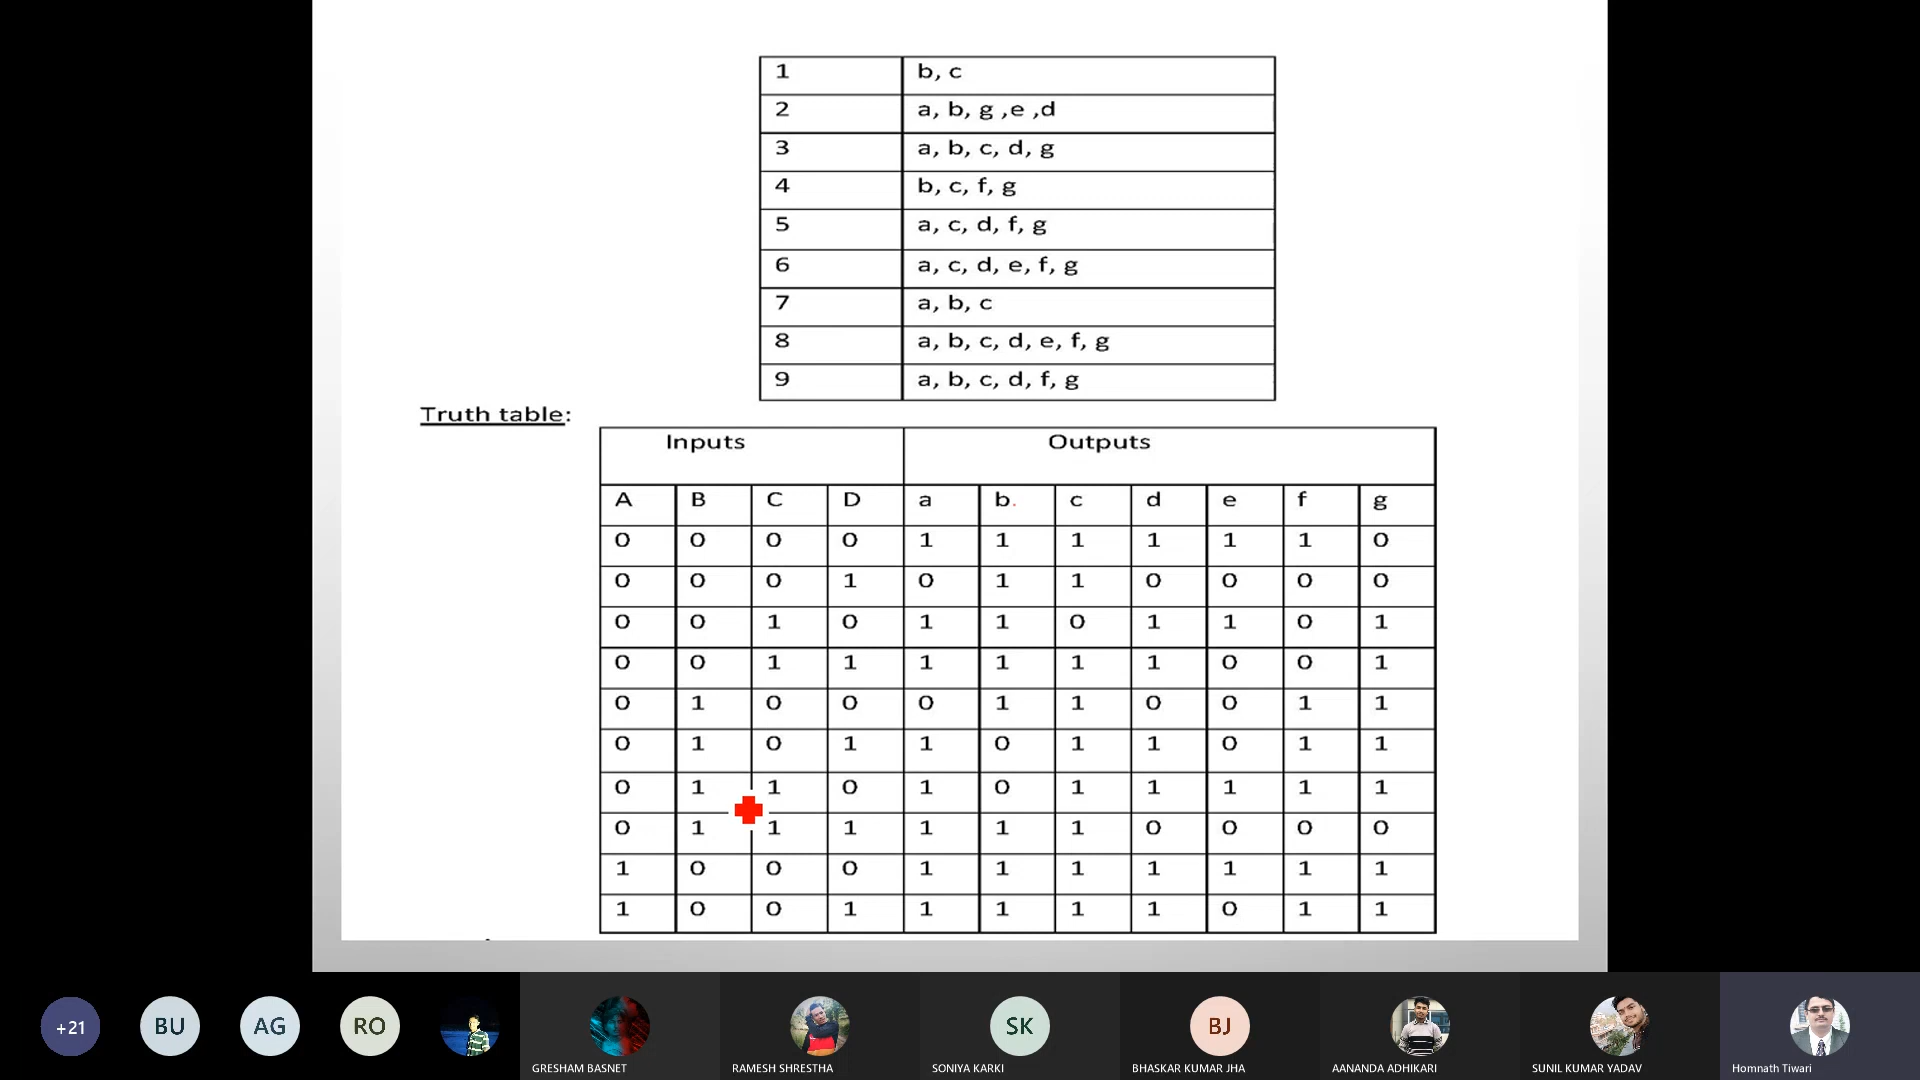 1 b, c
2 a, b, g ,e ,d
3 a, b, c, d, g
4 b, c, f, g
5 a, c, d, f, g
6 a, c, d, e, f, g
7 a, b, c
8 a, b, c, d, e, f, g
9 a, b, c, d, f, g
Truth table:
Inputs Outputs
A B C D a b. c d e f g
0 0 0 0 1 1 1 1 1 1 0
0 0 0 1 0 1 1 0 0 0 0
0 0 1 0 1 1 0 1 1 0 1
0 0 1 1 1 1 1 1 0 0 1
0 1 0 0 0 1 1 0 0 1 1
0 1 0 1 1 0 1 1 0 1 1
0 1 1 0 1 0 1 1 1 1 1
0 1 1 1 1 1 1 0 0 0 0
1 0 0 0 1 1 1 1 1 1 1
1 0 0 1 1 1 1 1 0 1 1
+21 BU AG RO SK BJ
GRESHAM BASNET RAMESH SHRESTHA SONIYA KARKI BHASKAR KUMAR JHA AANANDA ADHIKARI SUNIL KUMAR YADAV Homnath Tiwari